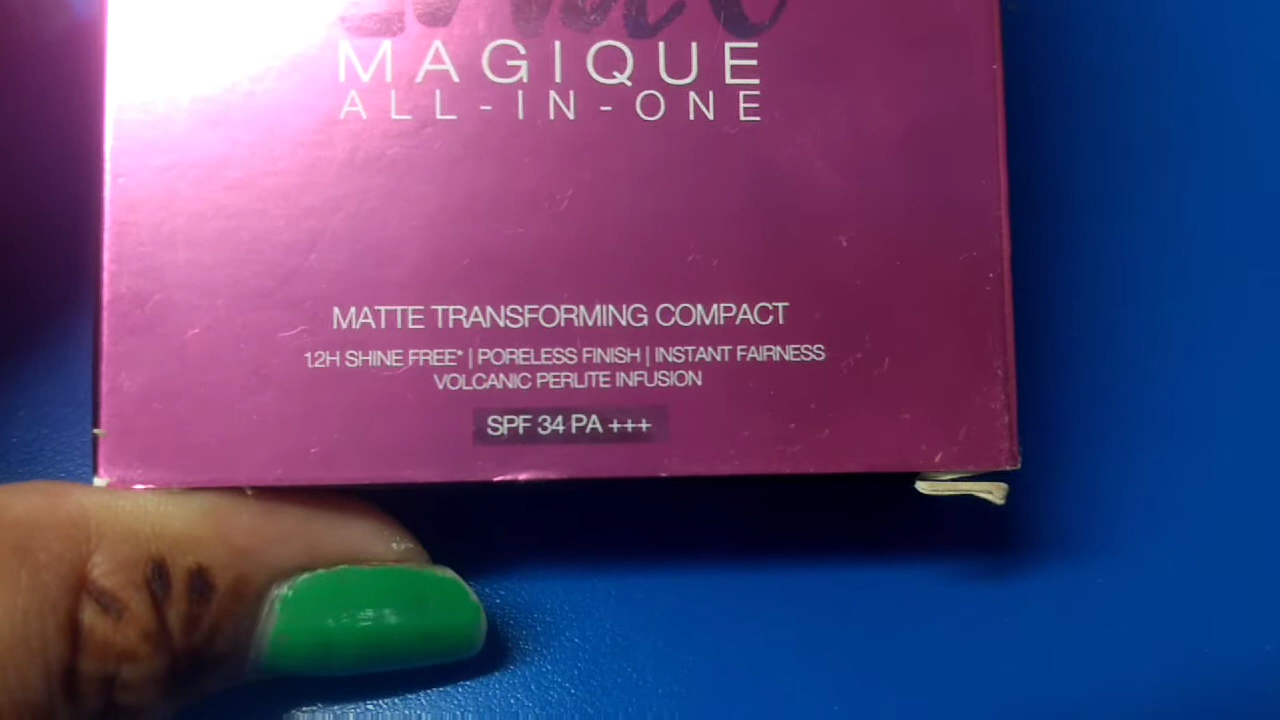 MAGIQUE
ALL-IN-ONE
MATTE TRANSFORMING COMPACT
12H SHINE FREE* | PORELESS FINISH | INSTANT FAIRNESS
VOLCANIC PERLITE INFUSION
SPF 34 PA +++